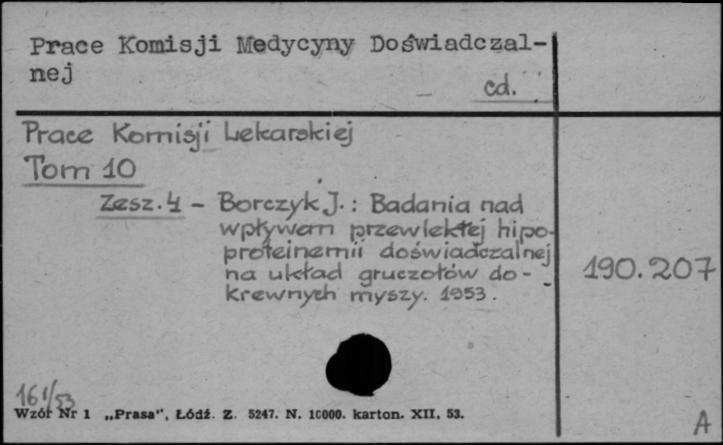 Prace Komisji Medycyny Doświadczal-
nej
cd.
Prace Komisji Lekarskiej
Tom 10
Zesz. 4 - Borczyk J.: Badania nad
wpływem przewlekłej hipo-
proteinemii doświadczalnej
na układ gruczołów do-
krewnych myszy. 1953.
190.207
161/53
Wzór Nr 1 „Prasa", Łódź. Z. 5247. N. 10000. karton. XII. 53.
A